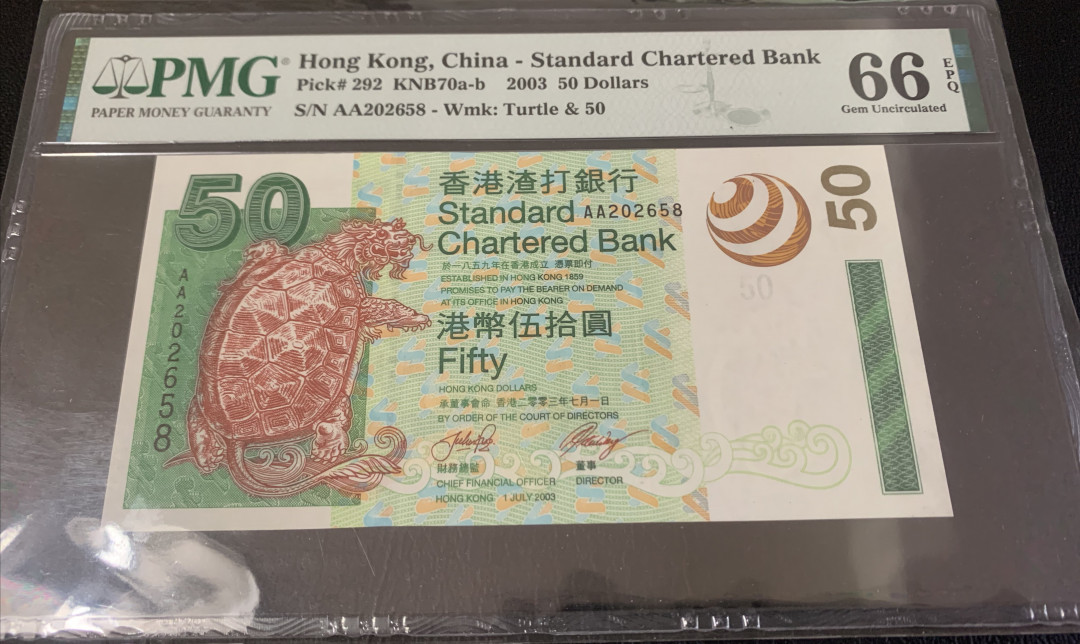 PMG
PAPER MONEY GUARANTY
Hong Kong, China - Standard Chartered Bank
Pick# 292 KNB70a-b 2003 50 Dollars
S/N AA202658 - Wmk: Turtle & 50
66
EPQ
Gem Uncirculated
50
香港渣打銀行
Standard AA202658
Chartered Bank
於一八五九年在香港成立 憑票即付
ESTABLISHED IN HONG KONG 1859
PROMISES TO PAY THE BEARER ON DEMAND
AT ITS OFFICE IN HONG KONG
港幣伍拾圓
Fifty
HONG KONG DOLLARS
承董事會命 香港二零零三年七月一日
BY ORDER OF THE COURT OF DIRECTORS
財務總監
CHIEF FINANCIAL OFFICER
HONG KONG 1 JULY 2003
董事
DIRECTOR
AA202658
50
50